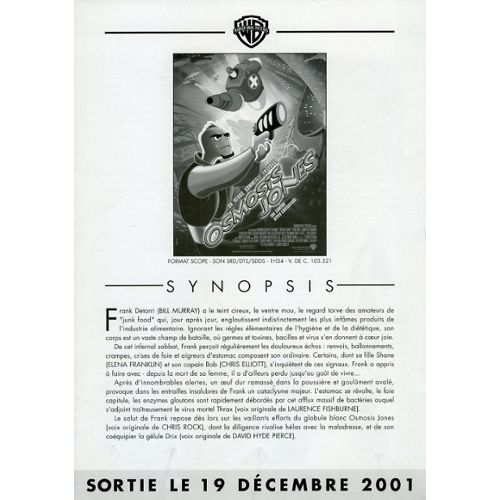 WB
OSMOSIS
JONES
FORMAT SCOPE - SON SRD/DTS/SDDS - 1H34 - V. DE C. 103.521
SYNOPSIS
Frank Detorri (BILL MURRAY) a le teint cireux, le ventre mou, le regard torve des amateurs de
"junk food" qui, jour après jour, engloutissent indistinctement les plus infâmes produits de
l'industrie alimentaire. Ignorant les règles élémentaires de l'hygiène et de la diététique, son
corps est un vaste champ de bataille, où germes et toxines, bacilles et virus s'en donnent à cœur joie.
De cet infernal sabbat, Frank perçoit régulièrement les douloureux échos : renvois, ballonnements,
crampes, crises de foie et aigreurs d'estomac composent son ordinaire. Certains, dont sa fille Shane
(ELENA FRANKLIN) et son copain Bob (CHRIS ELLIOTT), s'inquiètent de ces signaux. Frank a appris
à faire avec - depuis la mort de sa femme, il a d'ailleurs perdu jusqu'au goût de vivre...
Après d'innombrables alertes, un œuf dur ramassé dans la poussière et goulûment avalé,
provoque dans les entrailles insalubres de Frank un cataclysme majeur. L'estomac se révolte, le foie
capitule, les enzymes gloutons sont rapidement débordés par cet afflux massif de bactéries auquel
s'adjoint traîtreusement le virus mortel Thrax (voix originale de LAURENCE FISHBURNE).
Le salut de Frank repose dès lors sur les vaillants efforts du globule blanc Osmosis Jones
(voix originale de CHRIS ROCK), dont la diligence rivalise hélas avec la maladresse, et de son
coéquipier la gélule Drix (voix originale de DAVID HYDE PIERCE).
SORTIE LE 19 DÉCEMBRE 2001